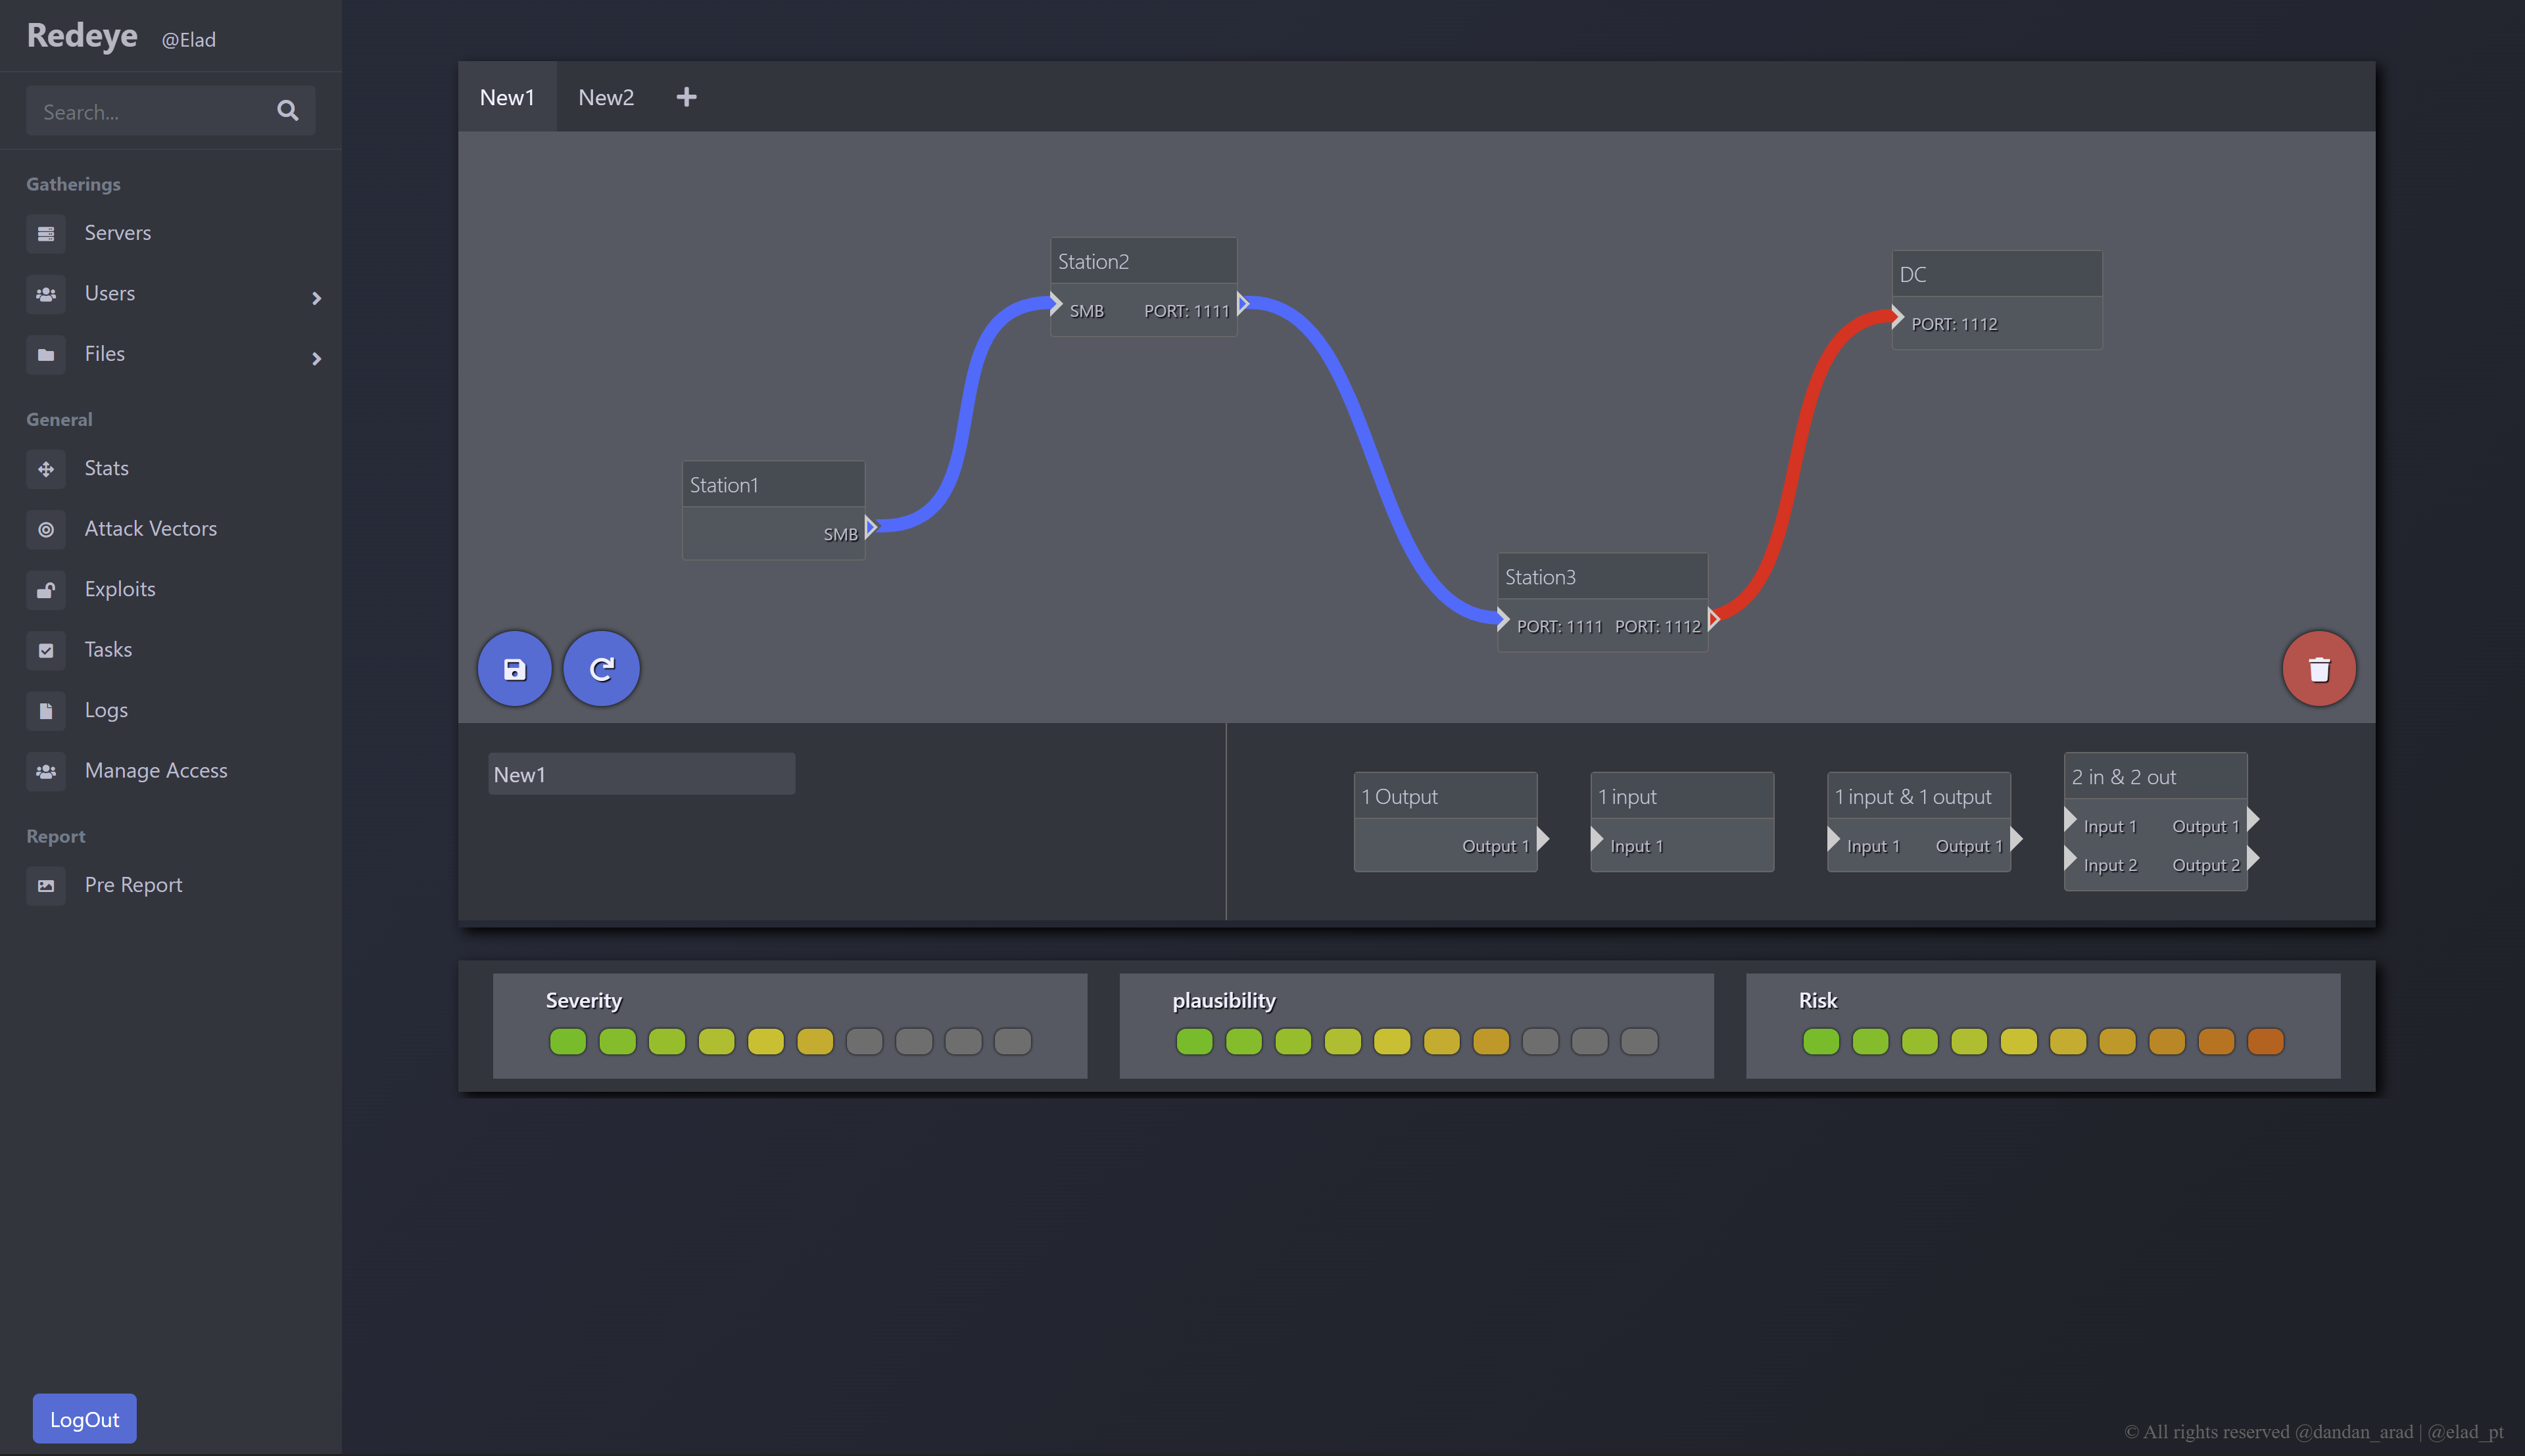 Redeye @Elad
Search...
Gatherings
Servers
Users
Files
General
Stats
Attack Vectors
Exploits
Tasks
Logs
Manage Access
Report
Pre Report
LogOut
New1 New2
Station2
SMB PORT: 1111
DC
PORT: 1112
Station1
SMB
Station3
PORT: 1111 PORT: 1112
New1
1 Output
Output 1
1 input
Input 1
1 input & 1 output
Input 1 Output 1
2 in & 2 out
Input 1 Output 1
Input 2 Output 2
Severity
plausibility
Risk
© All rights reserved @dandan_arad | @elad_pt